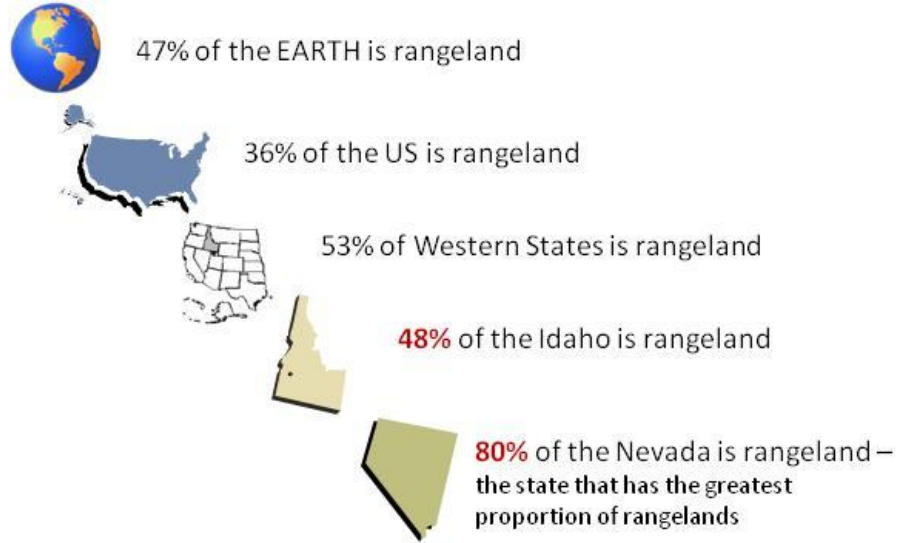 47% of the EARTH is rangeland
36% of the US is rangeland
53% of Western States is rangeland
48% of the Idaho is rangeland
80% of the Nevada is rangeland –
the state that has the greatest
proportion of rangelands